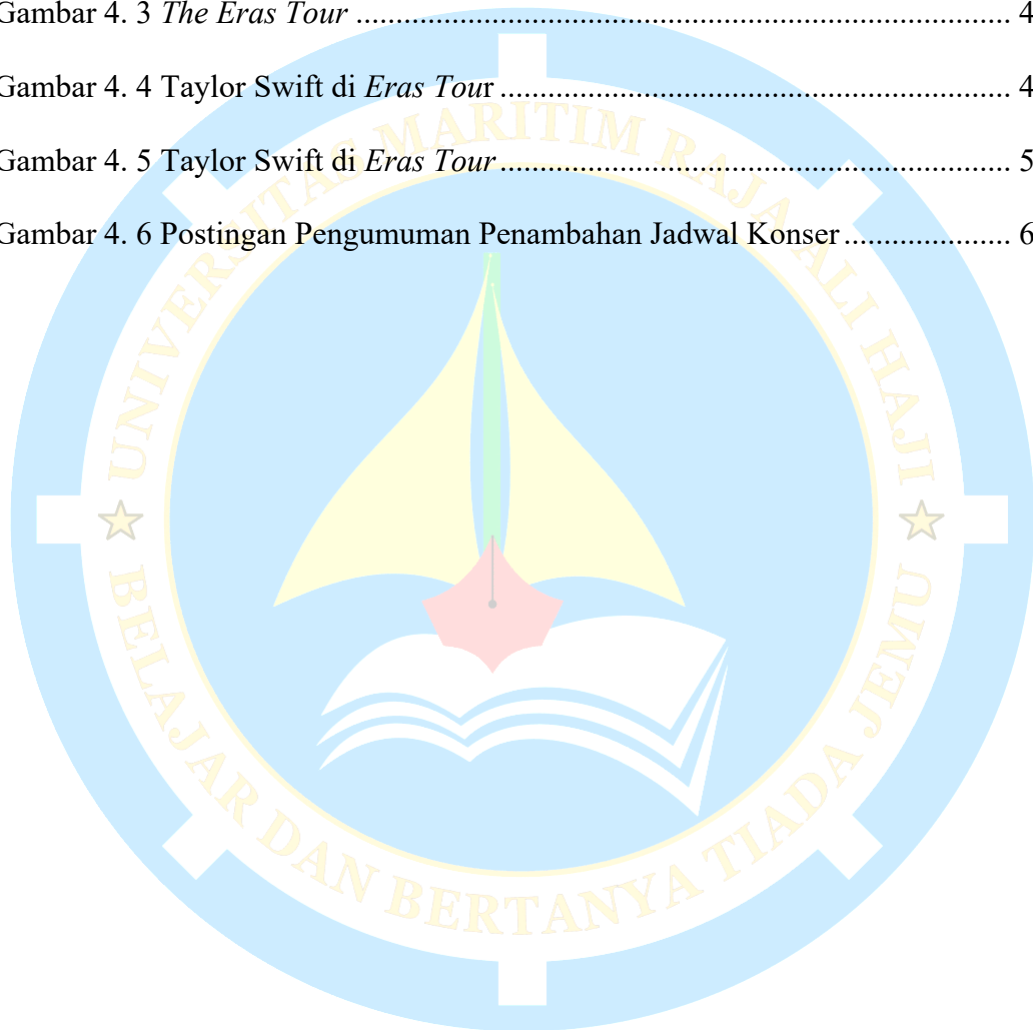 Gambar 4. 3 The Eras Tour ................................................................................... 4
Gambar 4. 4 Taylor Swift di Eras Tour ................................................................. 4
Gambar 4. 5 Taylor Swift di Eras Tour ................................................................. 5
Gambar 4. 6 Postingan Pengumuman Penambahan Jadwal Konser ..................... 6
UNIVERSITAS MARITIM RAJA ALI HAJI
BELAJAR DAN BERTANYA TIADA JEMU